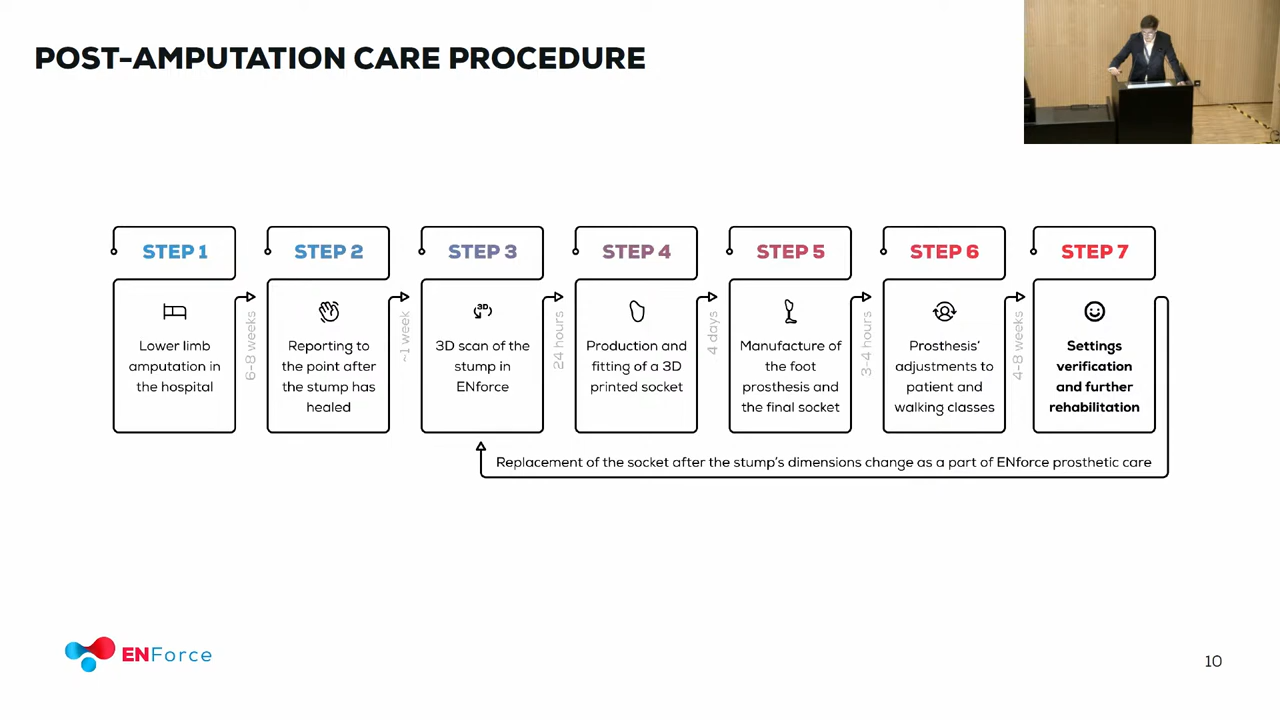 POST-AMPUTATION CARE PROCEDURE
STEP 1
Lower limb
amputation in
the hospital
6-8 weeks
STEP 2
Reporting to
the point after
the stump has
healed
~1 week
STEP 3
3D
3D scan of the
stump in
ENforce
24 hours
STEP 4
Production and
fitting of a 3D
printed socket
4 days
STEP 5
Manufacture of
the foot
prosthesis and
the final socket
3-4 hours
STEP 6
Prosthesis'
adjustments to
patient and
walking classes
4-8 weeks
STEP 7
Settings
verification
and further
rehabilitation
Replacement of the socket after the stump's dimensions change as a part of ENforce prosthetic care
ENForce
10